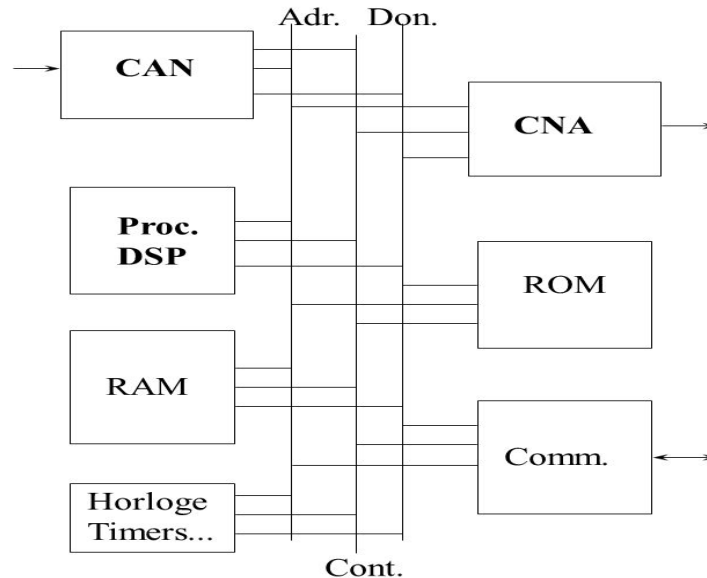 Adr. Don.
CAN
CNA
Proc.
DSP
ROM
RAM
Comm.
Horloge
Timers...
Cont.